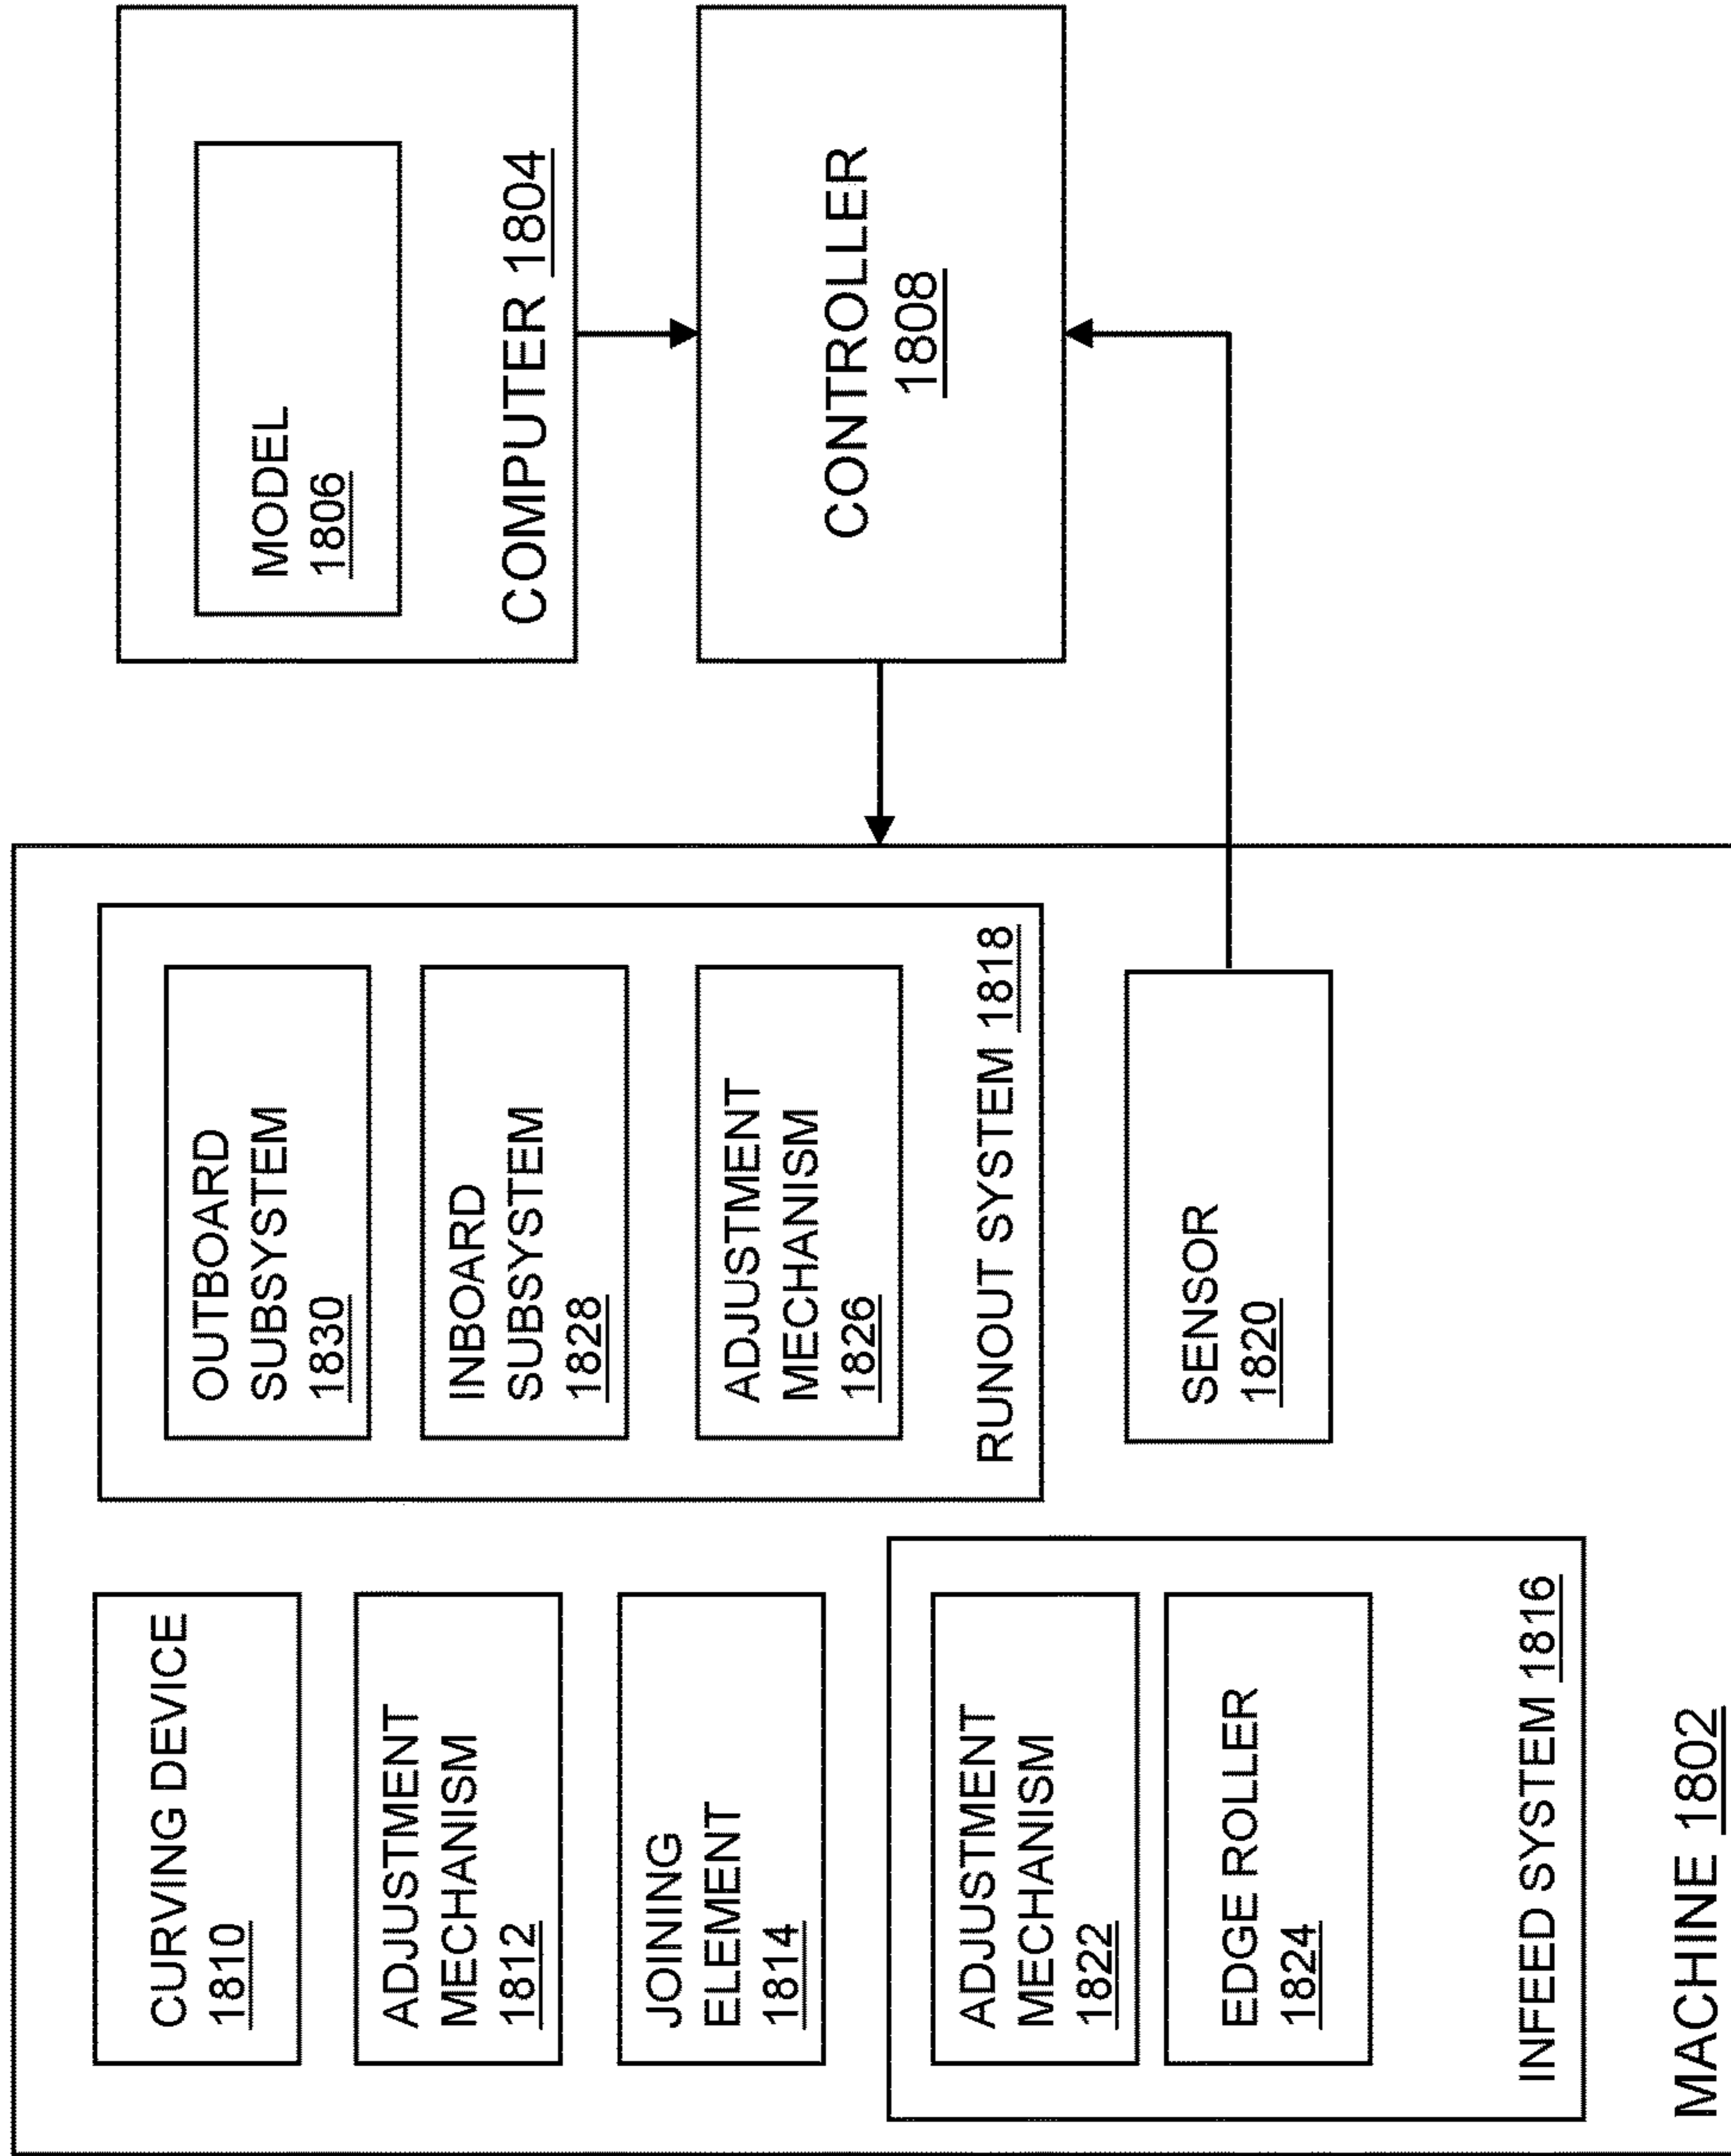 CURVING DEVICE
1810
ADJUSTMENT
MECHANISM
1812
JOINING
ELEMENT
1814
ADJUSTMENT
MECHANISM
1822
EDGE ROLLER
1824
INFEED SYSTEM 1816
MACHINE 1802
OUTBOARD
SUBSYSTEM
1830
INBOARD
SUBSYSTEM
1828
ADJUSTMENT
MECHANISM
1826
RUNOUT SYSTEM 1818
SENSOR
1820
MODEL
1806
COMPUTER 1804
CONTROLLER
1808